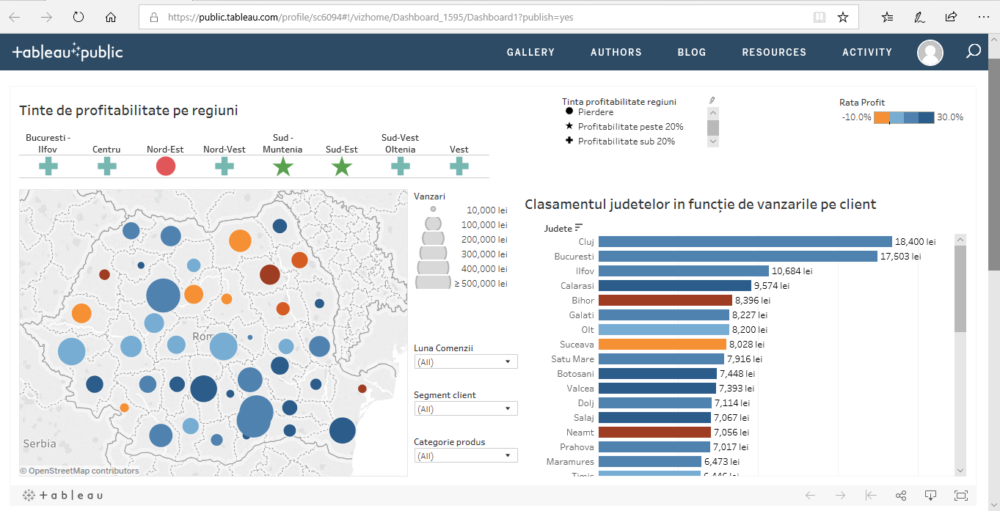 https://public.tableau.com/profile/sc6094#!/vizhome/Dashboard_1595/Dashboard1?publish=yes
+ableau public
GALLERY AUTHORS BLOG RESOURCES ACTIVITY
Tinte de profitabilitate pe regiuni
Bucuresti - Ilfov
Centru
Nord-Est
Nord-Vest
Sud - Muntenia
Sud-Est
Sud-Vest Oltenia
Vest
Tinta profitabilitate regiuni
Pierdere
Profitabilitate peste 20%
Profitabilitate sub 20%
Rata Profit
-10.0% 30.0%
Serbia
© OpenStreetMap contributors
Vanzari
10,000 lei
100,000 lei
200,000 lei
300,000 lei
400,000 lei
≥ 500,000 lei
Luna Comenzii
(All)
Segment client
(All)
Categorie produs
(All)
Clasamentul judetelor in funcție de vanzarile pe client
Judete
Cluj 18,400 lei
Bucuresti 17,503 lei
Ilfov 10,684 lei
Calarasi 9,574 lei
Bihor 8,396 lei
Galati 8,227 lei
Olt 8,200 lei
Suceava 8,028 lei
Satu Mare 7,916 lei
Botosani 7,448 lei
Valcea 7,393 lei
Dolj 7,114 lei
Salaj 7,067 lei
Neamt 7,056 lei
Prahova 7,017 lei
Maramures 6,473 lei
Timis 6,446 lei
+ a b l e a u